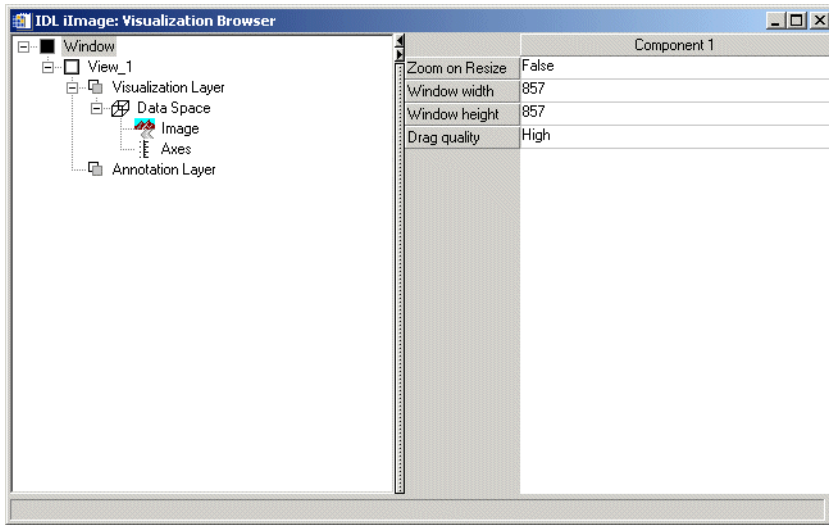 IDL iImage: Visualization Browser
Window
View_1
Visualization Layer
Data Space
Image
Axes
Annotation Layer
Component 1
Zoom on Resize False
Window width 857
Window height 857
Drag quality High